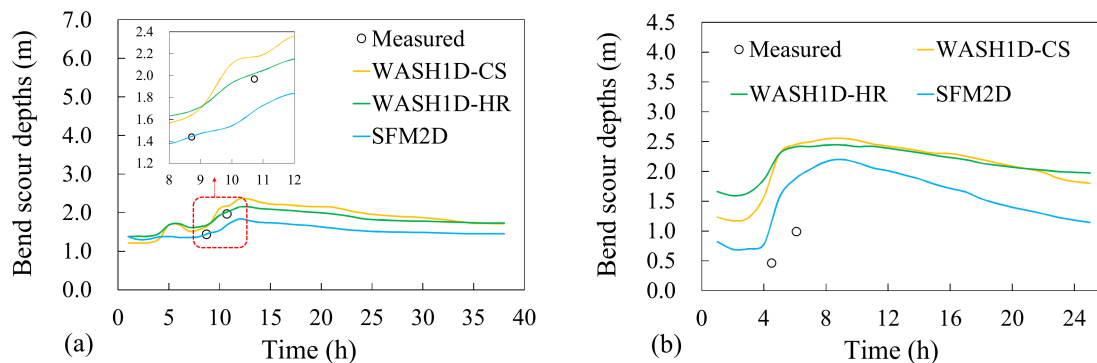 Bend scour depths (m)
7.0
6.0
5.0
4.0
3.0
2.0
1.0
0.0
2.4
2.2
2.0
1.8
1.6
1.4
1.2
8 9 10 11 12
Measured
WASH1D-CS
WASH1D-HR
SFM2D
0 5 10 15 20 25 30 35 40
(a) Time (h)
Bend scour depths (m)
4.5
4.0
3.5
3.0
2.5
2.0
1.5
1.0
0.5
0.0
Measured WASH1D-CS
WASH1D-HR SFM2D
0 4 8 12 16 20 24
(b) Time (h)